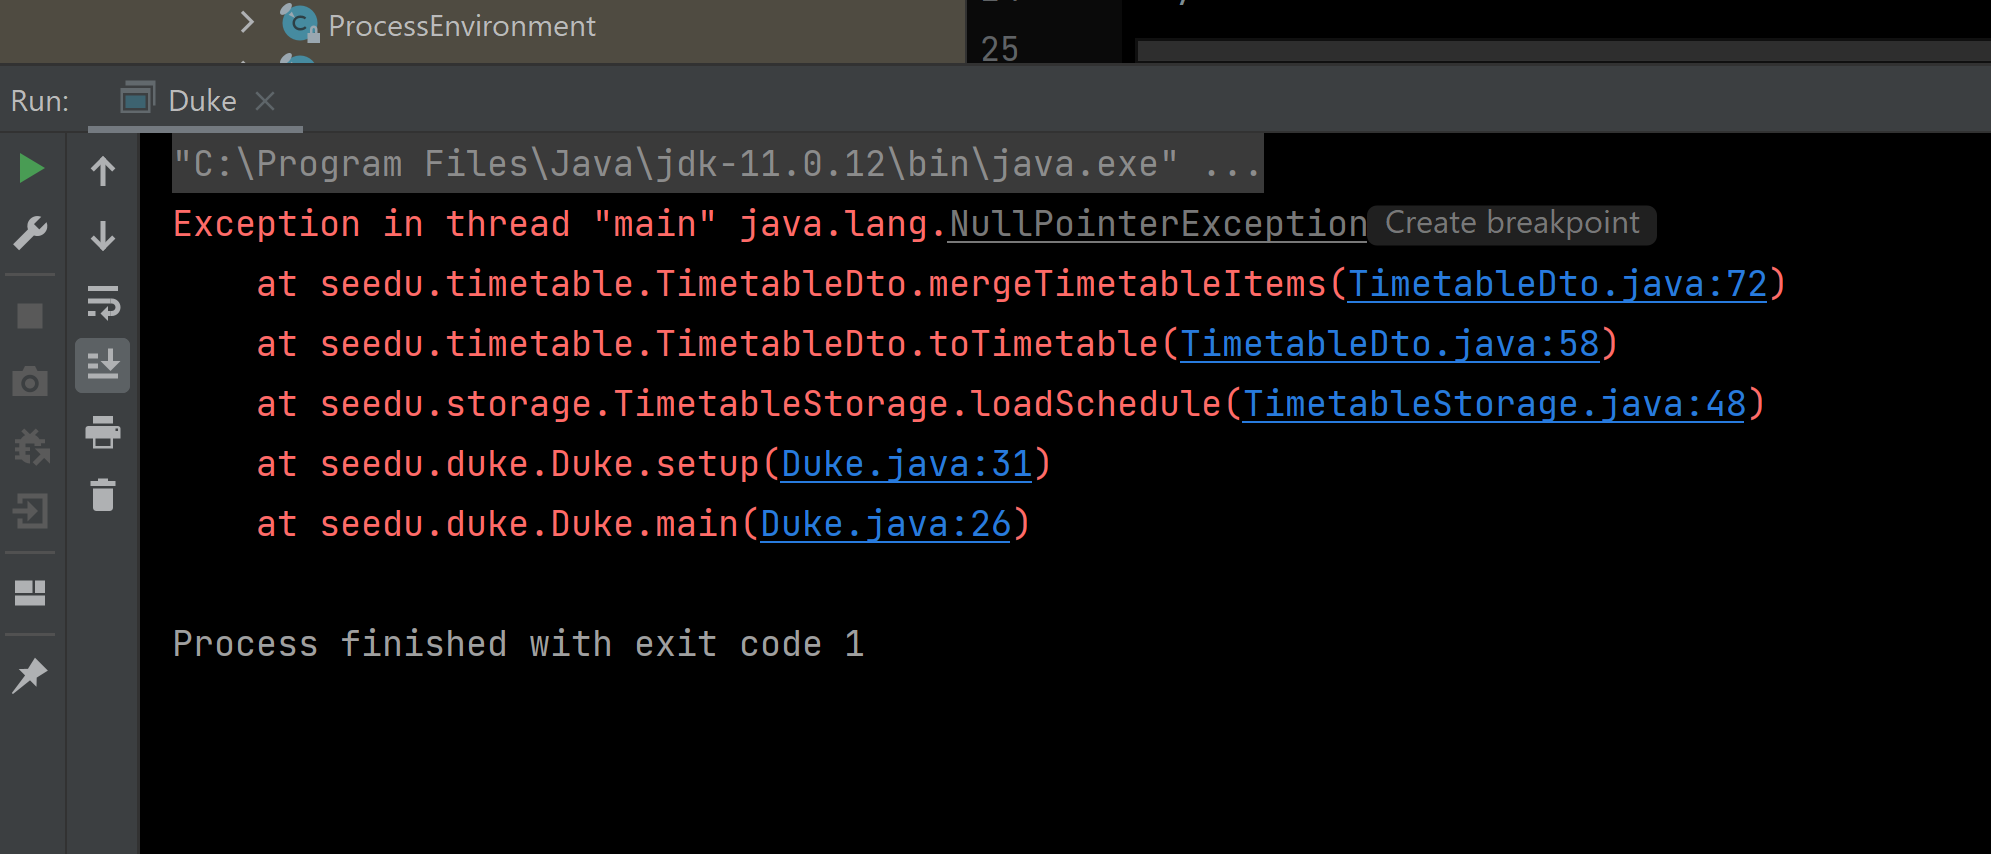 ProcessEnvironment
25
Run: Duke
"C:\Program Files\Java\jdk-11.0.12\bin\java.exe" ...
Exception in thread "main" java.lang.NullPointerException Create breakpoint
    at seedu.timetable.TimetableDto.mergeTimetableItems(TimetableDto.java:72)
    at seedu.timetable.TimetableDto.toTimetable(TimetableDto.java:58)
    at seedu.storage.TimetableStorage.loadSchedule(TimetableStorage.java:48)
    at seedu.duke.Duke.setup(Duke.java:31)
    at seedu.duke.Duke.main(Duke.java:26)
Process finished with exit code 1